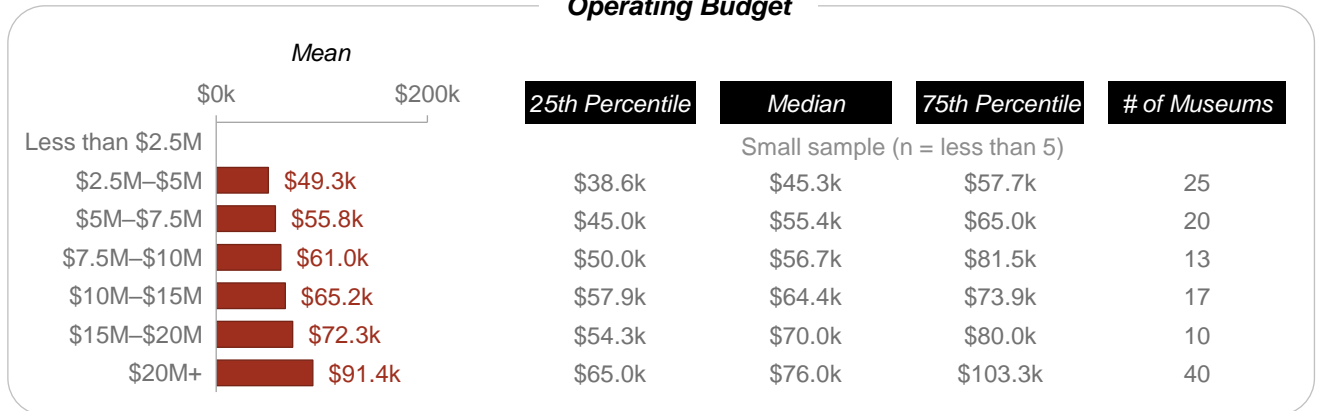 Operating Budget
Mean
$0k $200k 25th Percentile Median 75th Percentile # of Museums
Less than $2.5M Small sample (n = less than 5)
$2.5M–$5M $49.3k $38.6k $45.3k $57.7k 25
$5M–$7.5M $55.8k $45.0k $55.4k $65.0k 20
$7.5M–$10M $61.0k $50.0k $56.7k $81.5k 13
$10M–$15M $65.2k $57.9k $64.4k $73.9k 17
$15M–$20M $72.3k $54.3k $70.0k $80.0k 10
$20M+ $91.4k $65.0k $76.0k $103.3k 40